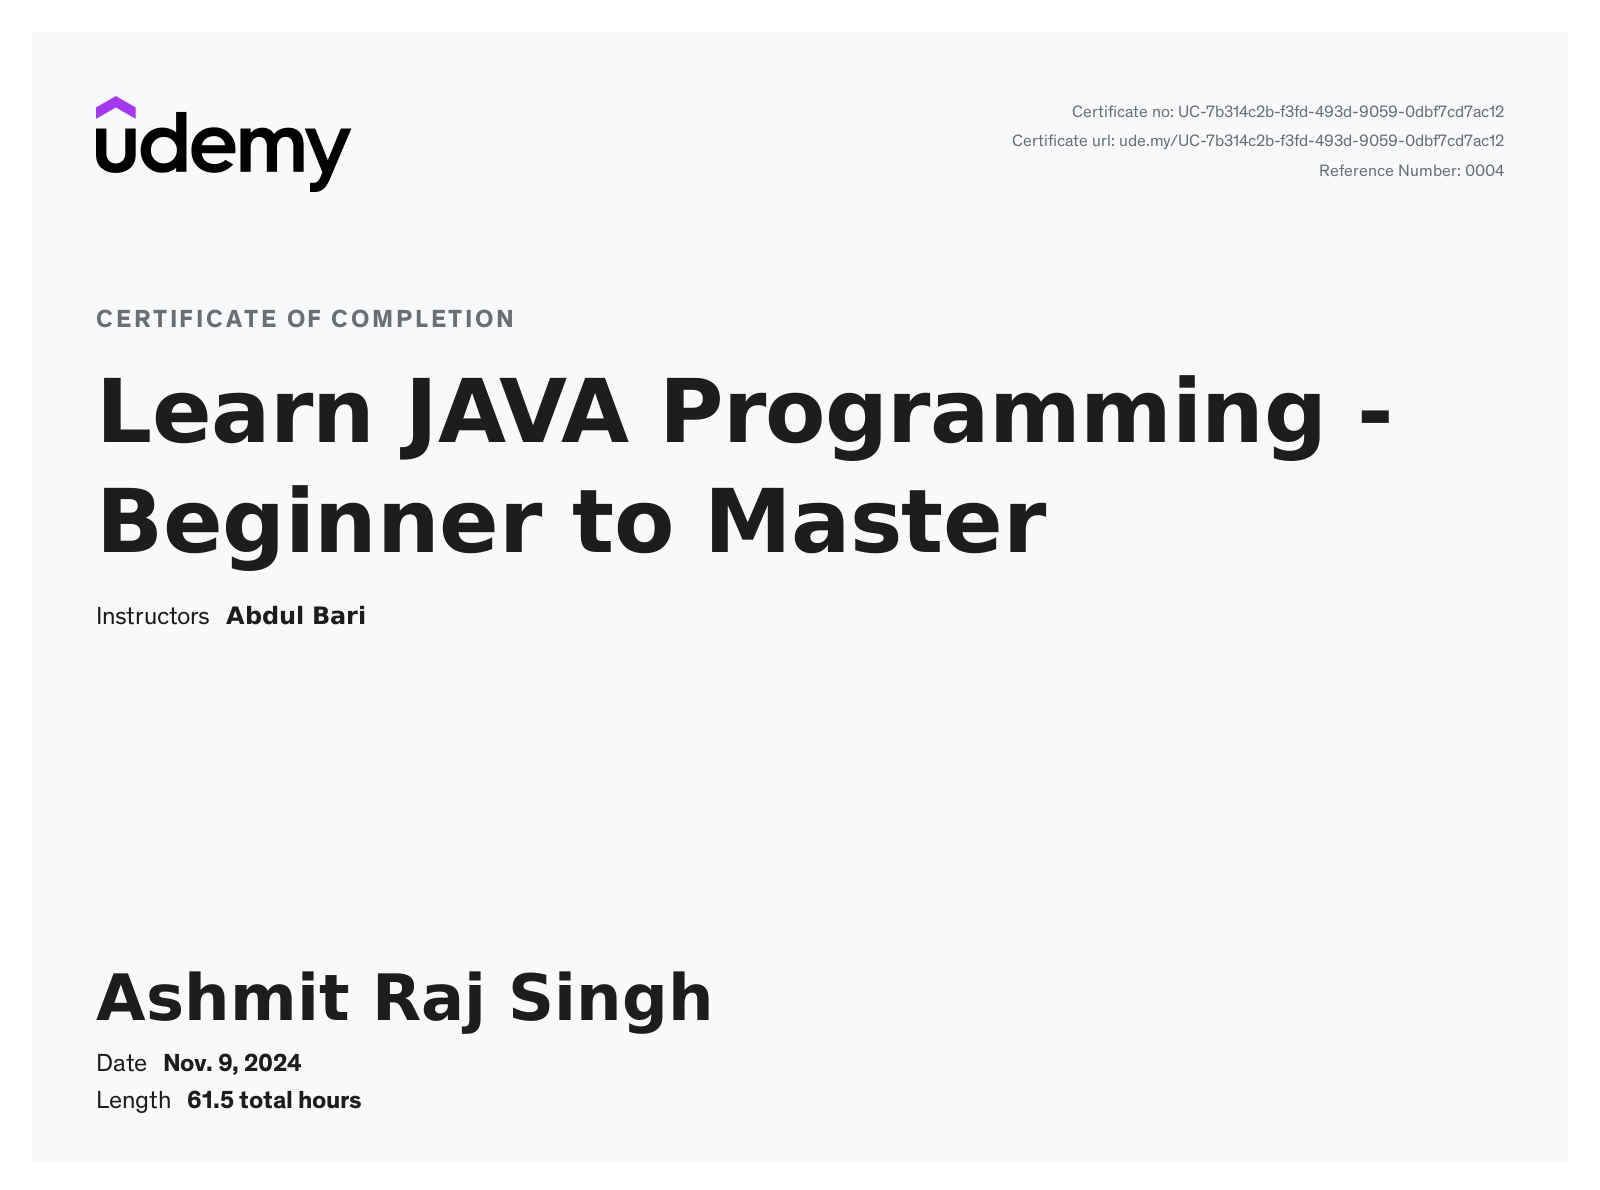 udemy
Certificate no: UC-7b314c2b-f3fd-493d-9059-0dbf7cd7ac12
Certificate url: ude.my/UC-7b314c2b-f3fd-493d-9059-0dbf7cd7ac12
Reference Number: 0004
CERTIFICATE OF COMPLETION
Learn JAVA Programming -
Beginner to Master
Instructors Abdul Bari
Ashmit Raj Singh
Date Nov. 9, 2024
Length 61.5 total hours